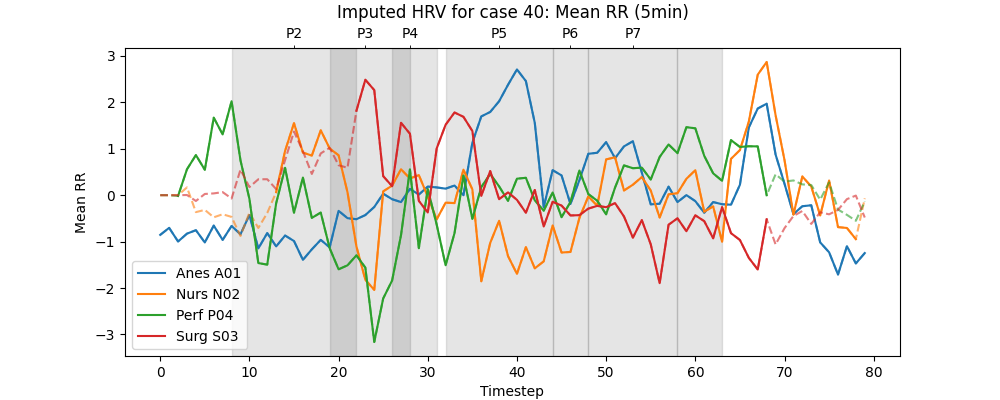 Imputed HRV for case 40: Mean RR (5min)
P2 P3 P4 P5 P6 P7
3
2
1
0
−1
−2
−3
Mean RR
Anes A01
Nurs N02
Perf P04
Surg S03
0 10 20 30 40 50 60 70 80
Timestep